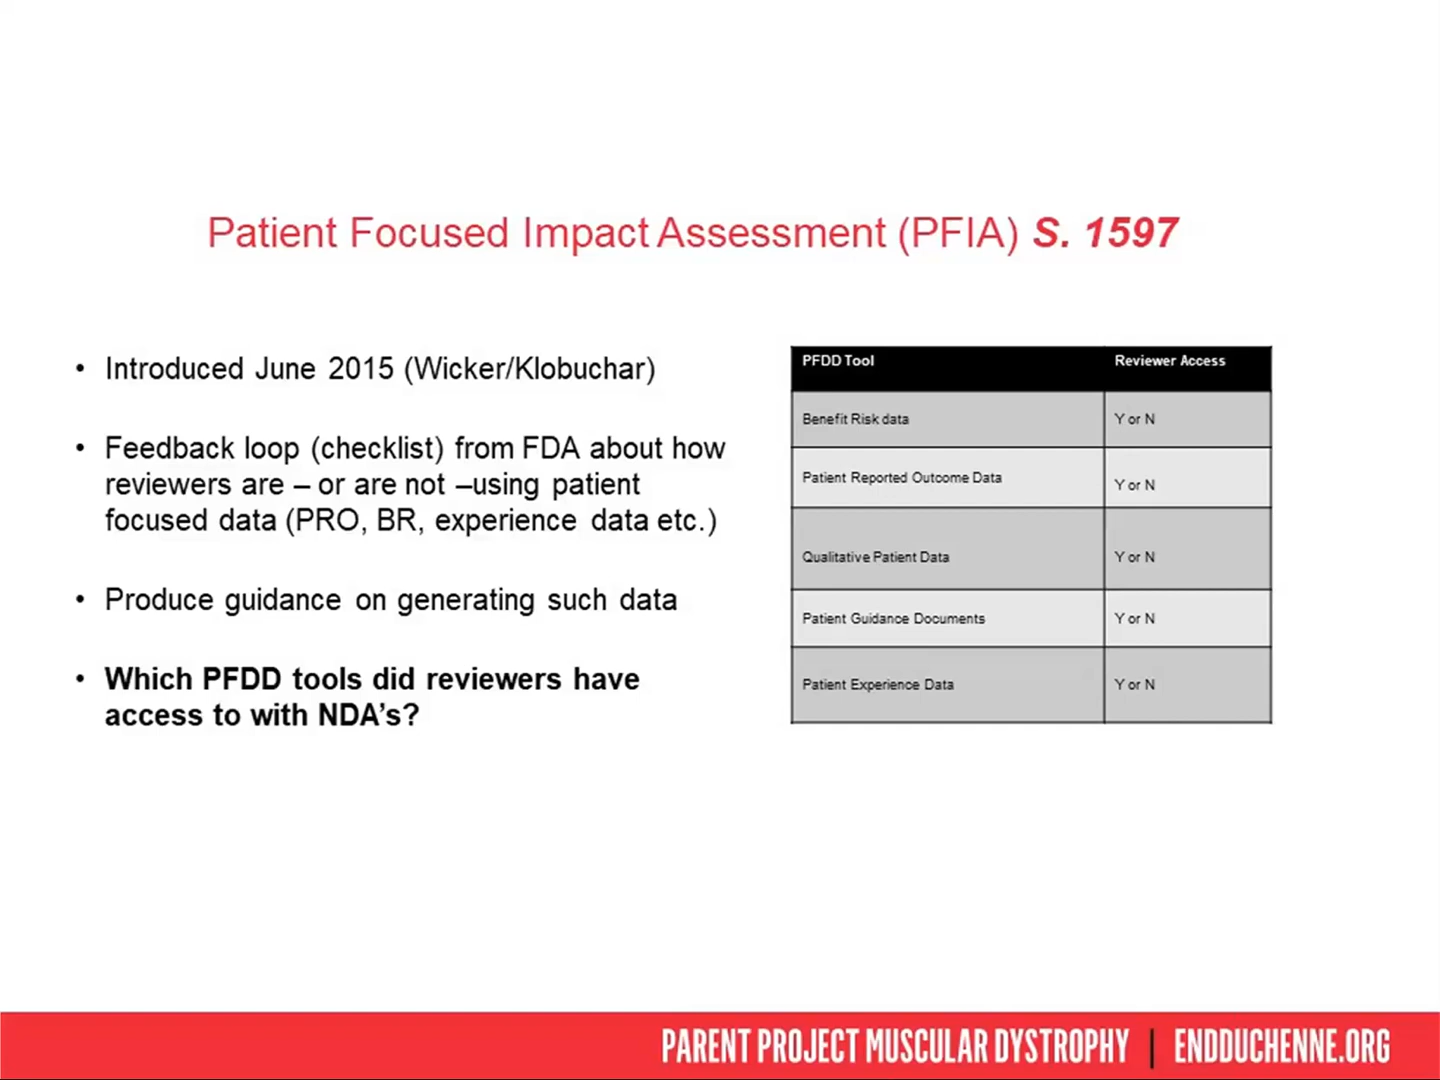 Patient Focused Impact Assessment (PFIA) S. 1597
• Introduced June 2015 (Wicker/Klobuchar)
• Feedback loop (checklist) from FDA about how
reviewers are – or are not –using patient
focused data (PRO, BR, experience data etc.)
• Produce guidance on generating such data
• Which PFDD tools did reviewers have
access to with NDA’s?
PFDD Tool Reviewer Access
Benefit Risk data Y or N
Patient Reported Outcome Data Y or N
Qualitative Patient Data Y or N
Patient Guidance Documents Y or N
Patient Experience Data Y or N
PARENT PROJECT MUSCULAR DYSTROPHY | ENDDUCHENNE.ORG